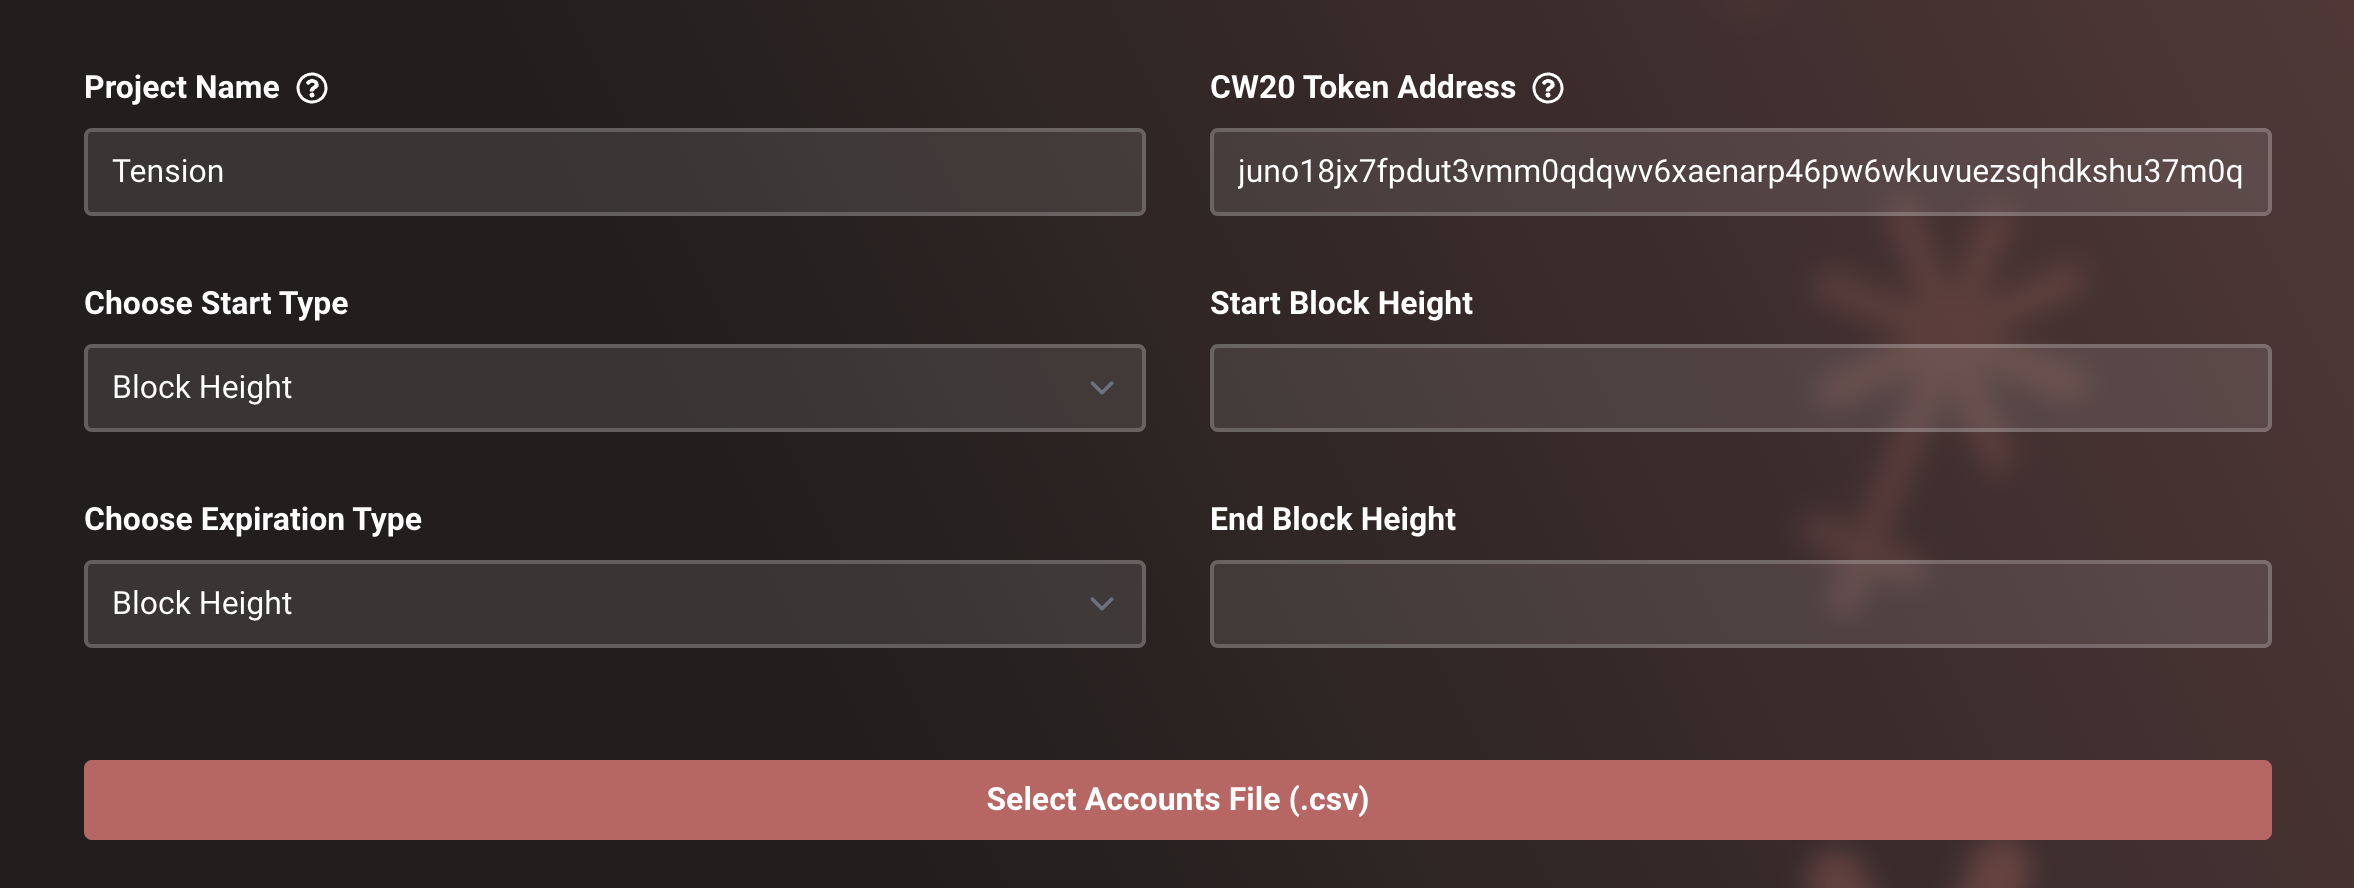 Project Name
CW20 Token Address
Tension
juno18jx7fpdut3vmm0qdqwv6xaenarp46pw6wkuvuezsqhdkshu37m0q
Choose Start Type
Start Block Height
Block Height
Choose Expiration Type
End Block Height
Block Height
Select Accounts File (.csv)